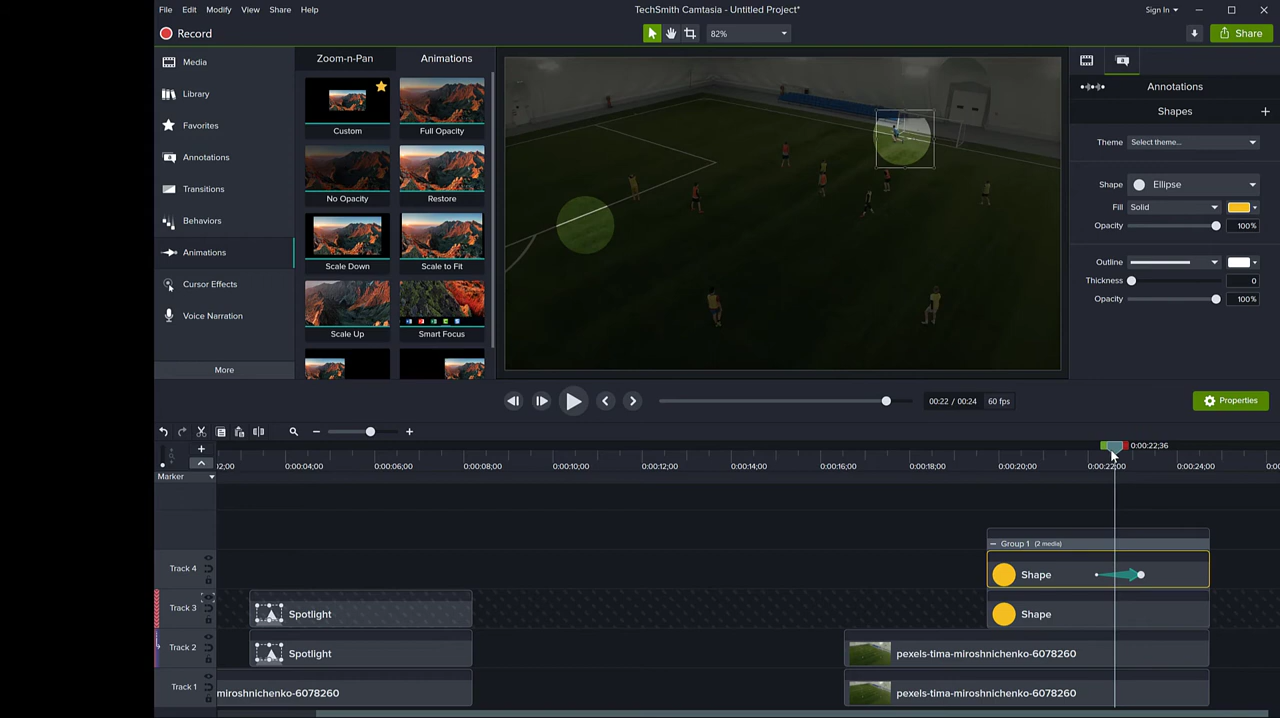 File Edit Modify View Share Help
TechSmith Camtasia - Untitled Project*
Sign In
Record
82%
Share
Media
Library
Favorites
Annotations
Transitions
Behaviors
Animations
Cursor Effects
Voice Narration
More
Zoom-n-Pan Animations
Custom Full Opacity
No Opacity Restore
Scale Down Scale to Fit
Scale Up Smart Focus
Annotations
Shapes
Theme Select theme...
Shape Ellipse
Fill Solid
Opacity 100%
Outline
Thickness 0
Opacity 100%
00:22 / 00:24 60 fps
Properties
0:00:22;36
02;00 0:00:04;00 0:00:06;00 0:00:08;00 0:00:10;00 0:00:12;00 0:00:14;00 0:00:16;00 0:00:18;00 0:00:20;00 0:00:22;00 0:00:24;00 0:00:
Marker
Group 1 (2 media)
Track 4 Shape
Track 3 Spotlight Shape
Track 2 Spotlight pexels-tima-miroshnichenko-6078260
Track 1 miroshnichenko-6078260 pexels-tima-miroshnichenko-6078260